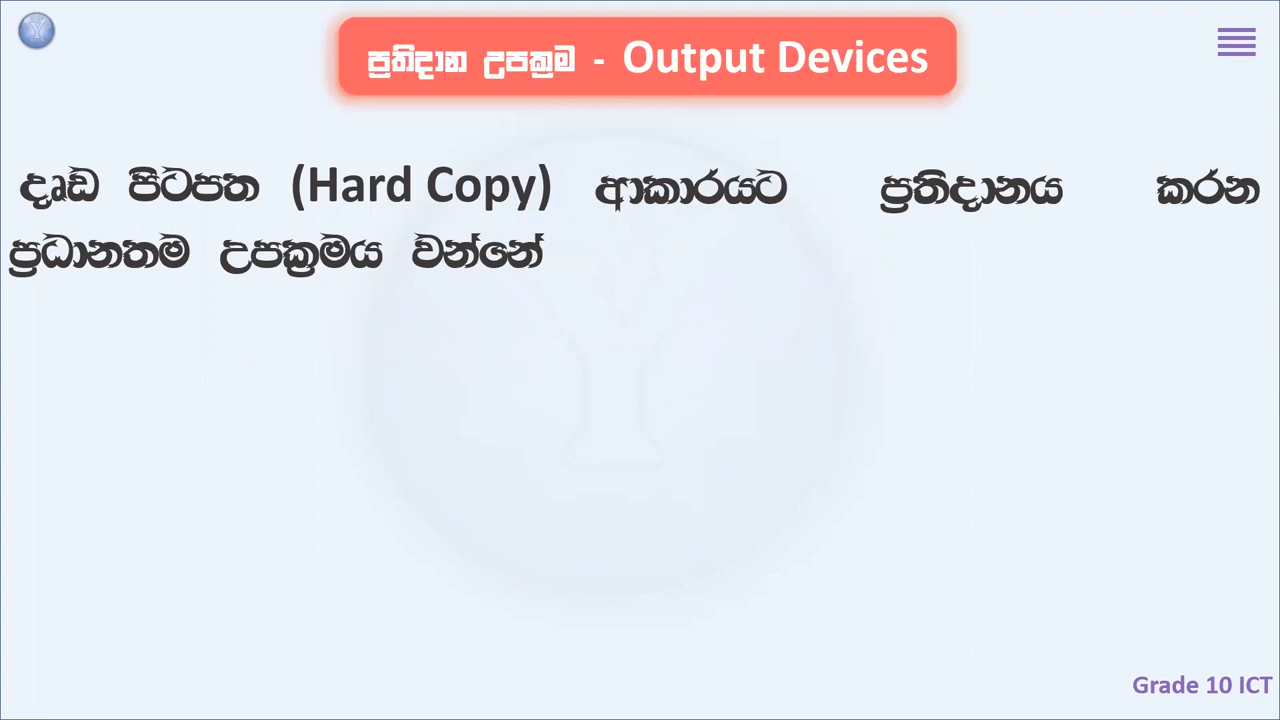 ප්‍රතිදාන උපක්‍රම - Output Devices
දෘඩ පිටපත (Hard Copy) ආකාරයට ප්‍රතිදානය කරන
ප්‍රධානතම උපක්‍රමය වන්නේ
Grade 10 ICT